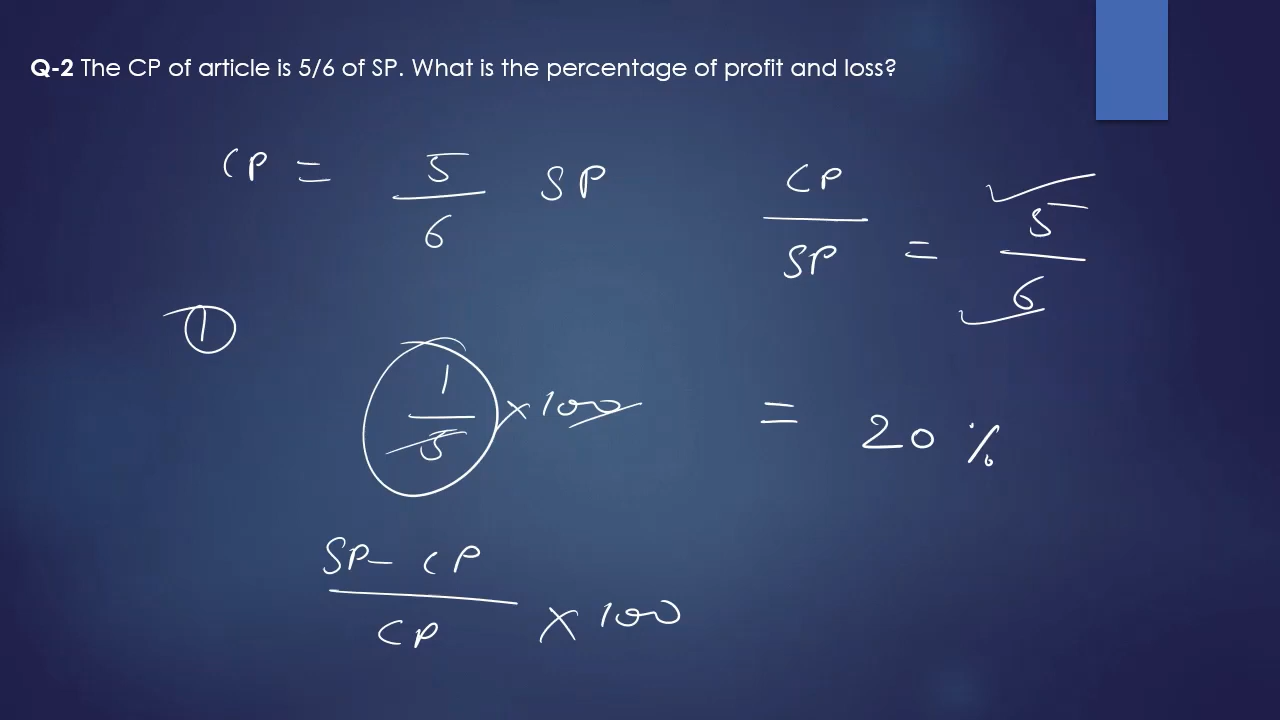 Q-2 The CP of article is 5/6 of SP. What is the percentage of profit and loss?
CP = 5/6 SP
CP/SP = 5/6
1
1/5 × 100 = 20 %
SP - CP/CP × 100